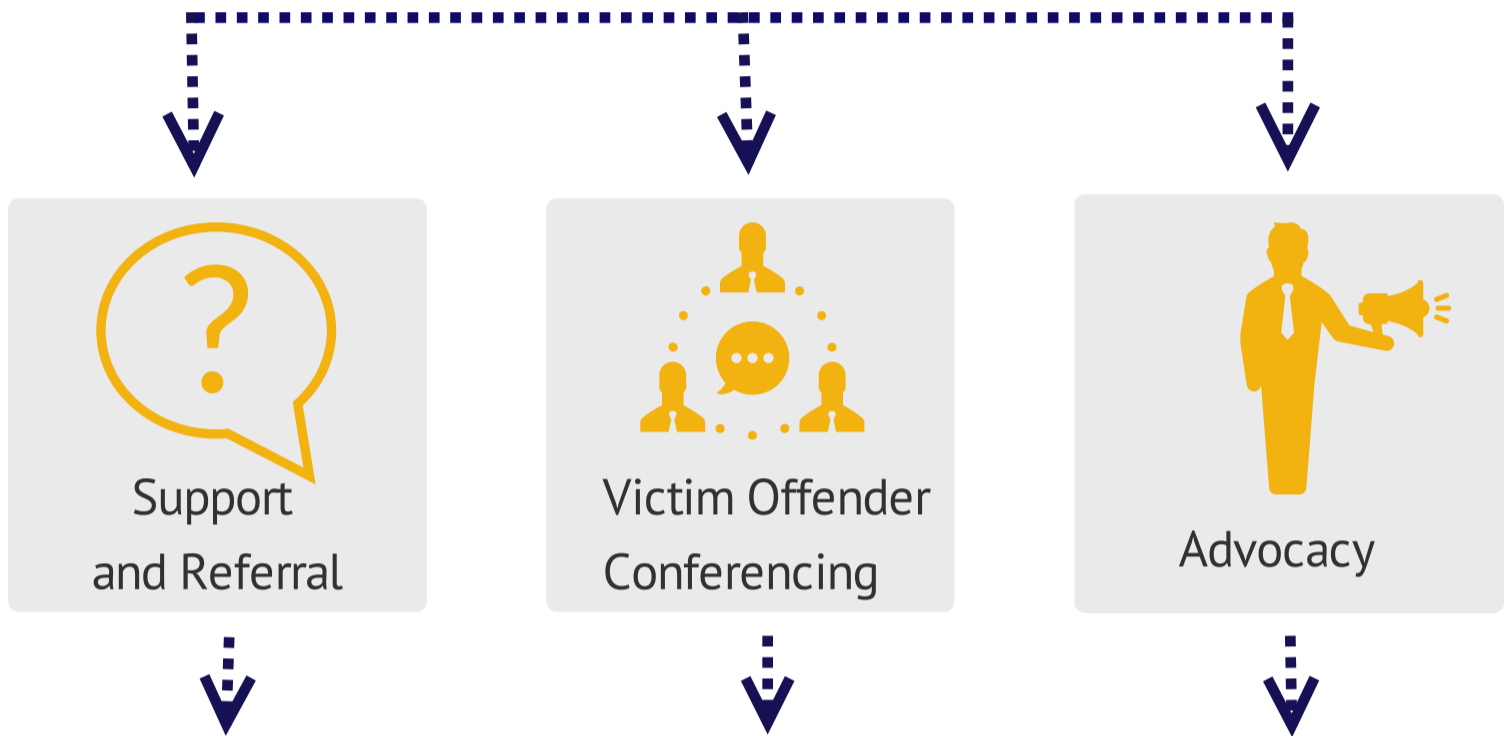 ?
Support
and Referral
Victim Offender
Conferencing
Advocacy